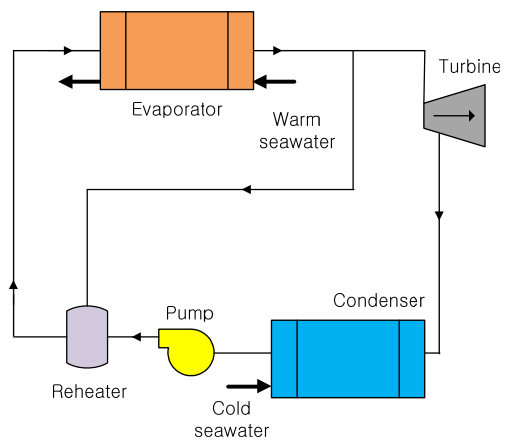 Turbine
Evaporator
Warm
seawater
Condenser
Pump
Reheater
Cold
seawater